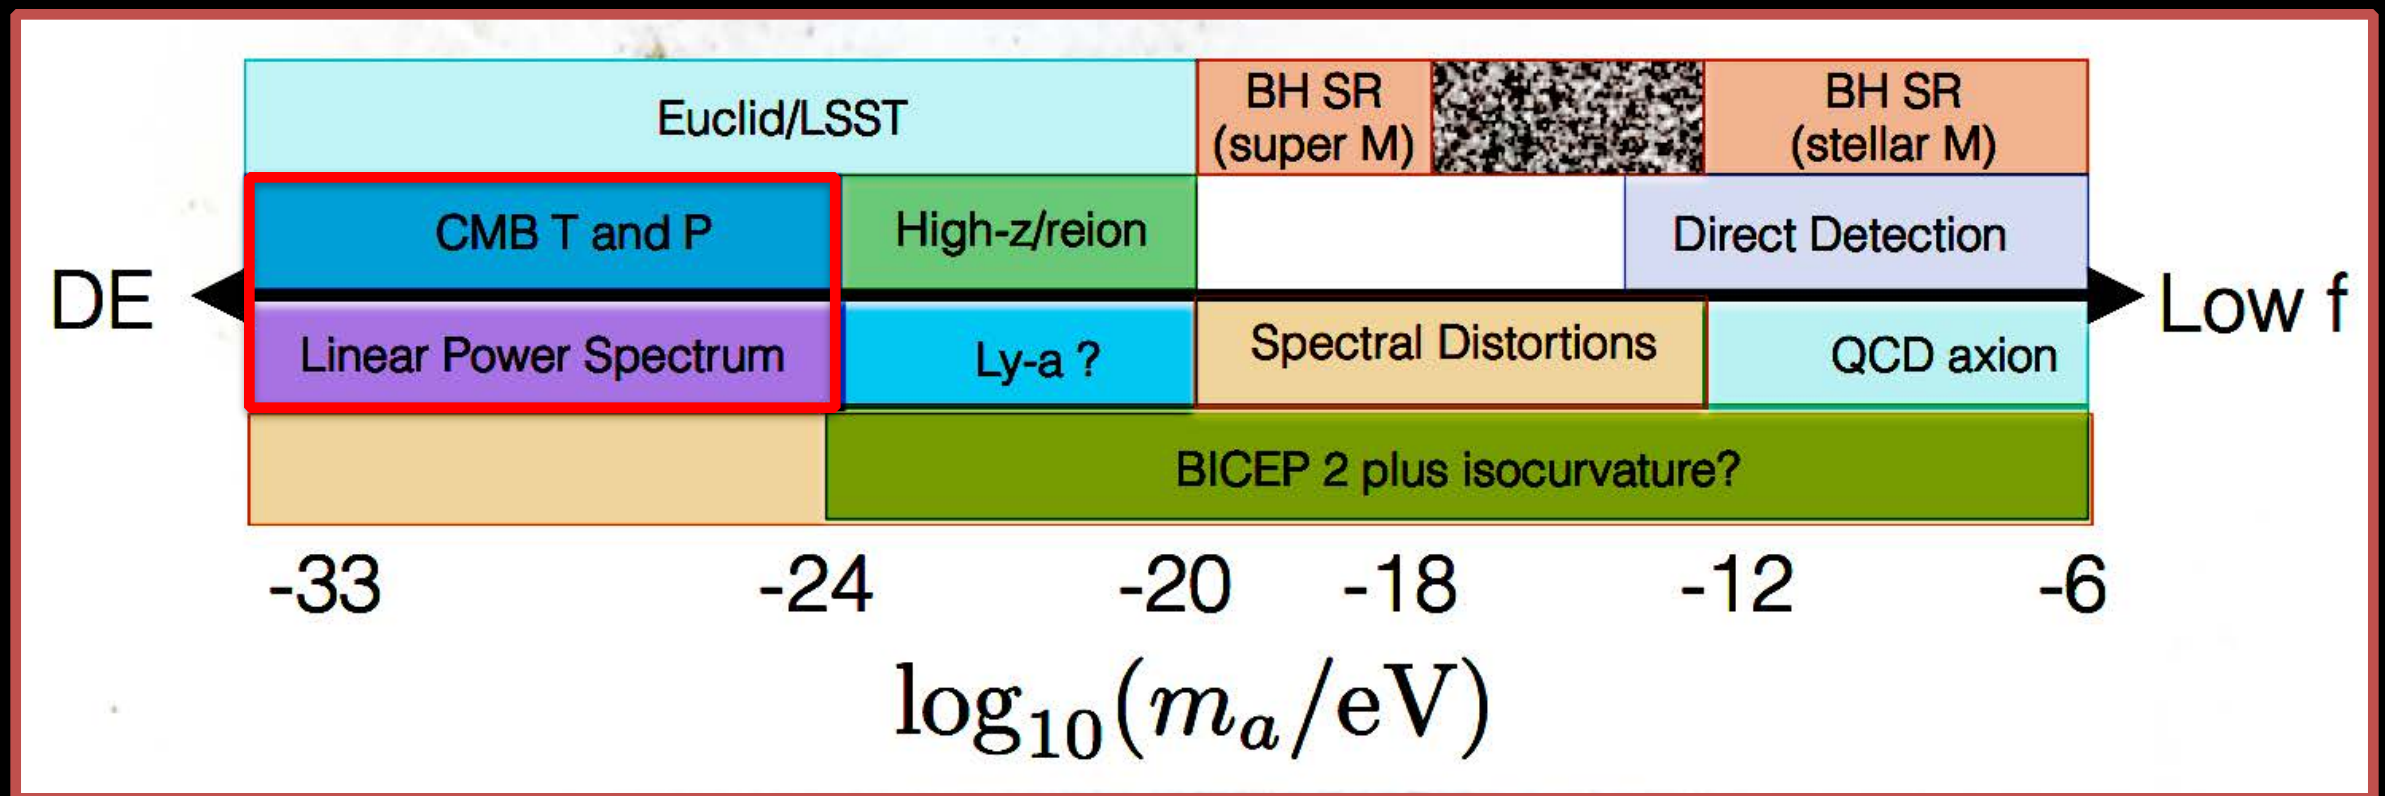 Euclid/LSST
BH SR
(super M)
BH SR
(stellar M)
CMB T and P
High-z/reion
Direct Detection
DE
Low f
Linear Power Spectrum
Ly-a ?
Spectral Distortions
QCD axion
BICEP 2 plus isocurvature?
-33 -24 -20 -18 -12 -6
log₁₀(mₐ/eV)